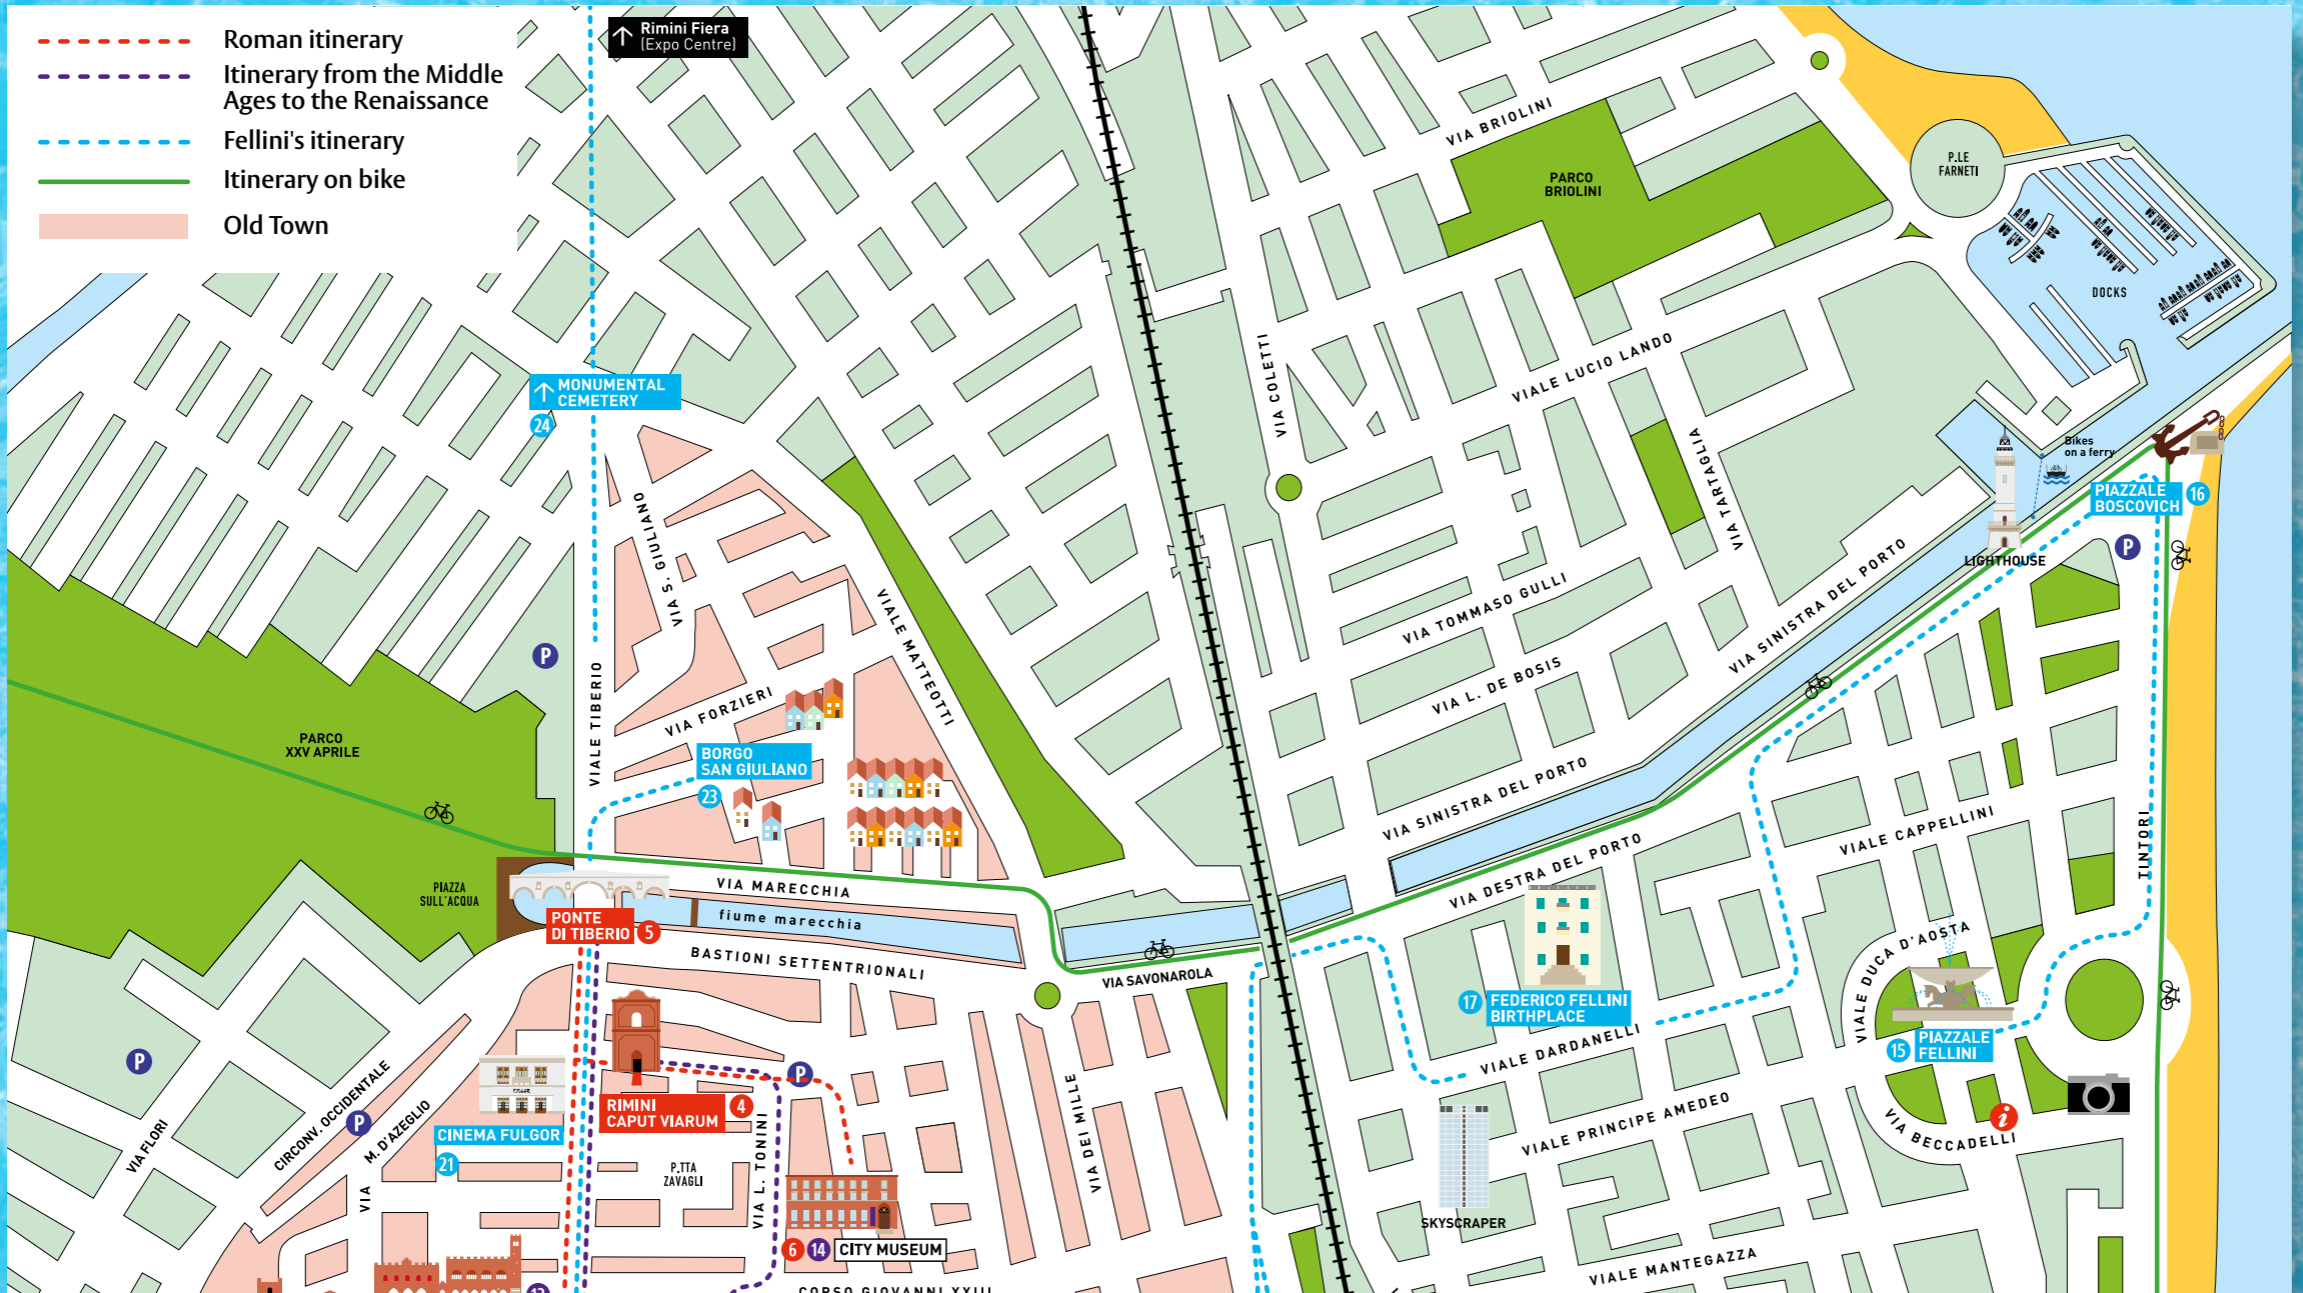 Roman itinerary
Itinerary from the Middle
Ages to the Renaissance
Fellini's itinerary
Itinerary on bike
Old Town
Rimini Fiera
(Expo Centre)
MONUMENTAL
CEMETERY
24
VIA BRIOLINI
PARCO
BRIOLINI
P.LE
FARNETI
DOCKS
VIA COLETTI
VIALE LUCIO LANDO
VIA TARTAGLIA
Bikes
on a ferry
PIAZZALE
BOSCOVICH
16
P
LIGHTHOUSE
VIA S. GIULIANO
VIALE MATTEOTTI
VIA TOMMASO GULLI
VIA SINISTRA DEL PORTO
VIA L. DE BOSIS
P
VIALE TIBERIO
VIA FORZIERI
PARCO
XXV APRILE
BORGO
SAN GIULIANO
23
VIA SINISTRA DEL PORTO
VIALE CAPPELLINI
TINTORI
VIA DESTRA DEL PORTO
PIAZZA
SULL'ACQUA
VIA MARECCHIA
fiume marecchia
PONTE
DI TIBERIO
5
BASTIONI SETTENTRIONALI
VIA SAVONAROLA
VIALE DUCA D'AOSTA
17
FEDERICO FELLINI
BIRTHPLACE
15
PIAZZALE
FELLINI
VIALE DARDANELLI
P
P
P
CIRCONV. OCCIDENTALE
M. D'AZEGLIO
VIA
VIA FLORI
RIMINI
CAPUT VIARUM
4
CINEMA FULGOR
21
P.TTA
ZAVAGLI
VIA L. TONINI
VIA DEI MILLE
VIALE PRINCIPE AMEDEO
i
VIA BECCADELLI
SKYSCRAPER
6
14
CITY MUSEUM
VIALE MANTEGAZZA
CORSO GIOVANNI XXIII